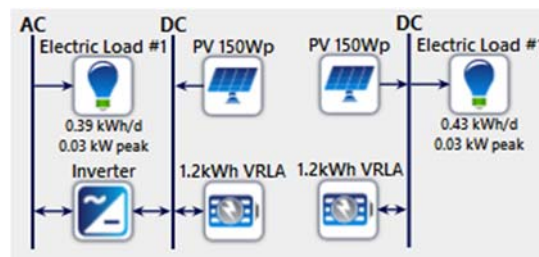 AC
DC
DC
Electric Load #1
PV 150Wp
PV 150Wp
Electric Load #1
0.39 kWh/d
0.03 kW peak
0.43 kWh/d
0.03 kW peak
Inverter
1.2kWh VRLA
1.2kWh VRLA